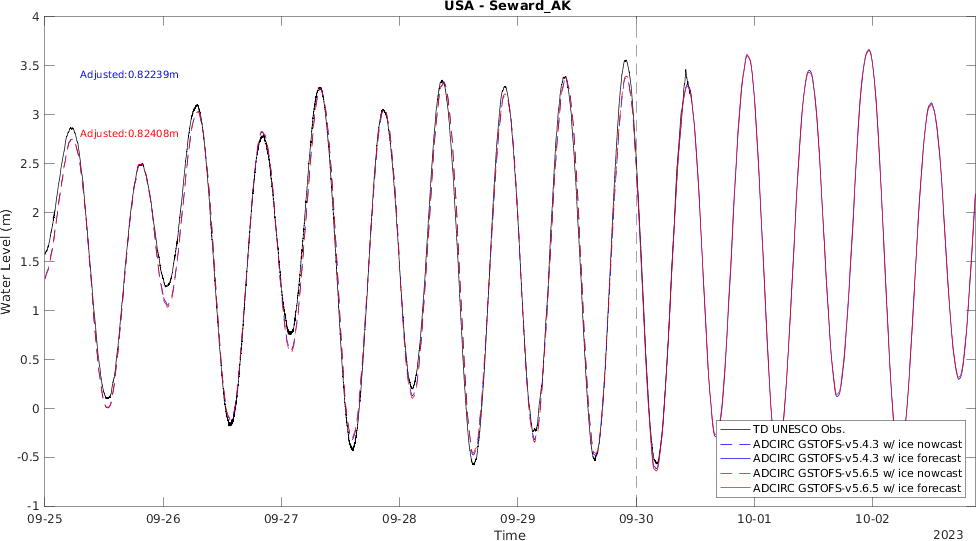 USA - Seward_AK
4
3.5
3
2.5
2
1.5
1
0.5
0
-0.5
-1
Water Level (m)
Adjusted:0.82239m
Adjusted:0.82408m
TD UNESCO Obs.
ADCIRC GSTOFS-v5.4.3 w/ ice nowcast
ADCIRC GSTOFS-v5.4.3 w/ ice forecast
ADCIRC GSTOFS-v5.6.5 w/ ice nowcast
ADCIRC GSTOFS-v5.6.5 w/ ice forecast
09-25 09-26 09-27 09-28 09-29 09-30 10-01 10-02
Time
2023